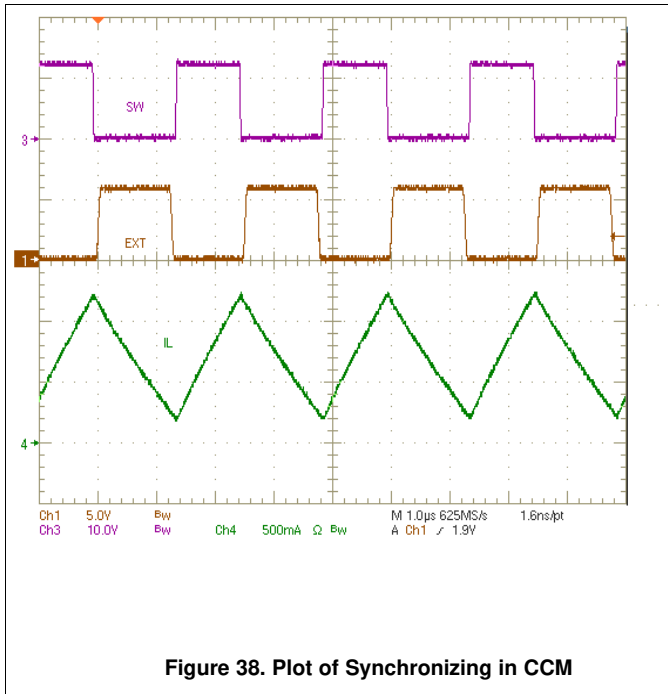 SW
3
EXT
1
IL
4
Ch1 5.0V Bw M 1.0µs 625MS/s 1.6ns/pt
Ch3 10.0V Bw Ch4 500mA Ω Bw A Ch1 ⁄ 1.9V
Figure 38. Plot of Synchronizing in CCM